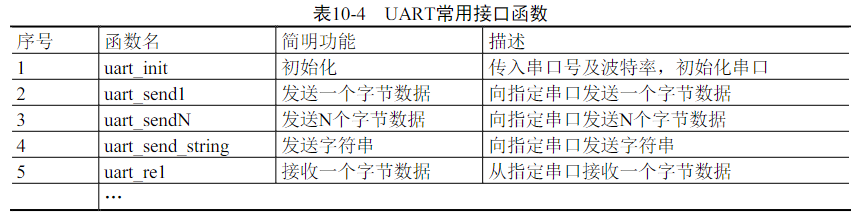 表10-4 UART常用接口函数
序号 函数名 简明功能 描述
1 uart_init 初始化 传入串口号及波特率，初始化串口
2 uart_send1 发送一个字节数据 向指定串口发送一个字节数据
3 uart_sendN 发送N个字节数据 向指定串口发送N个字节数据
4 uart_send_string 发送字符串 向指定串口发送字符串
5 uart_re1 接收一个字节数据 从指定串口接收一个字节数据
…